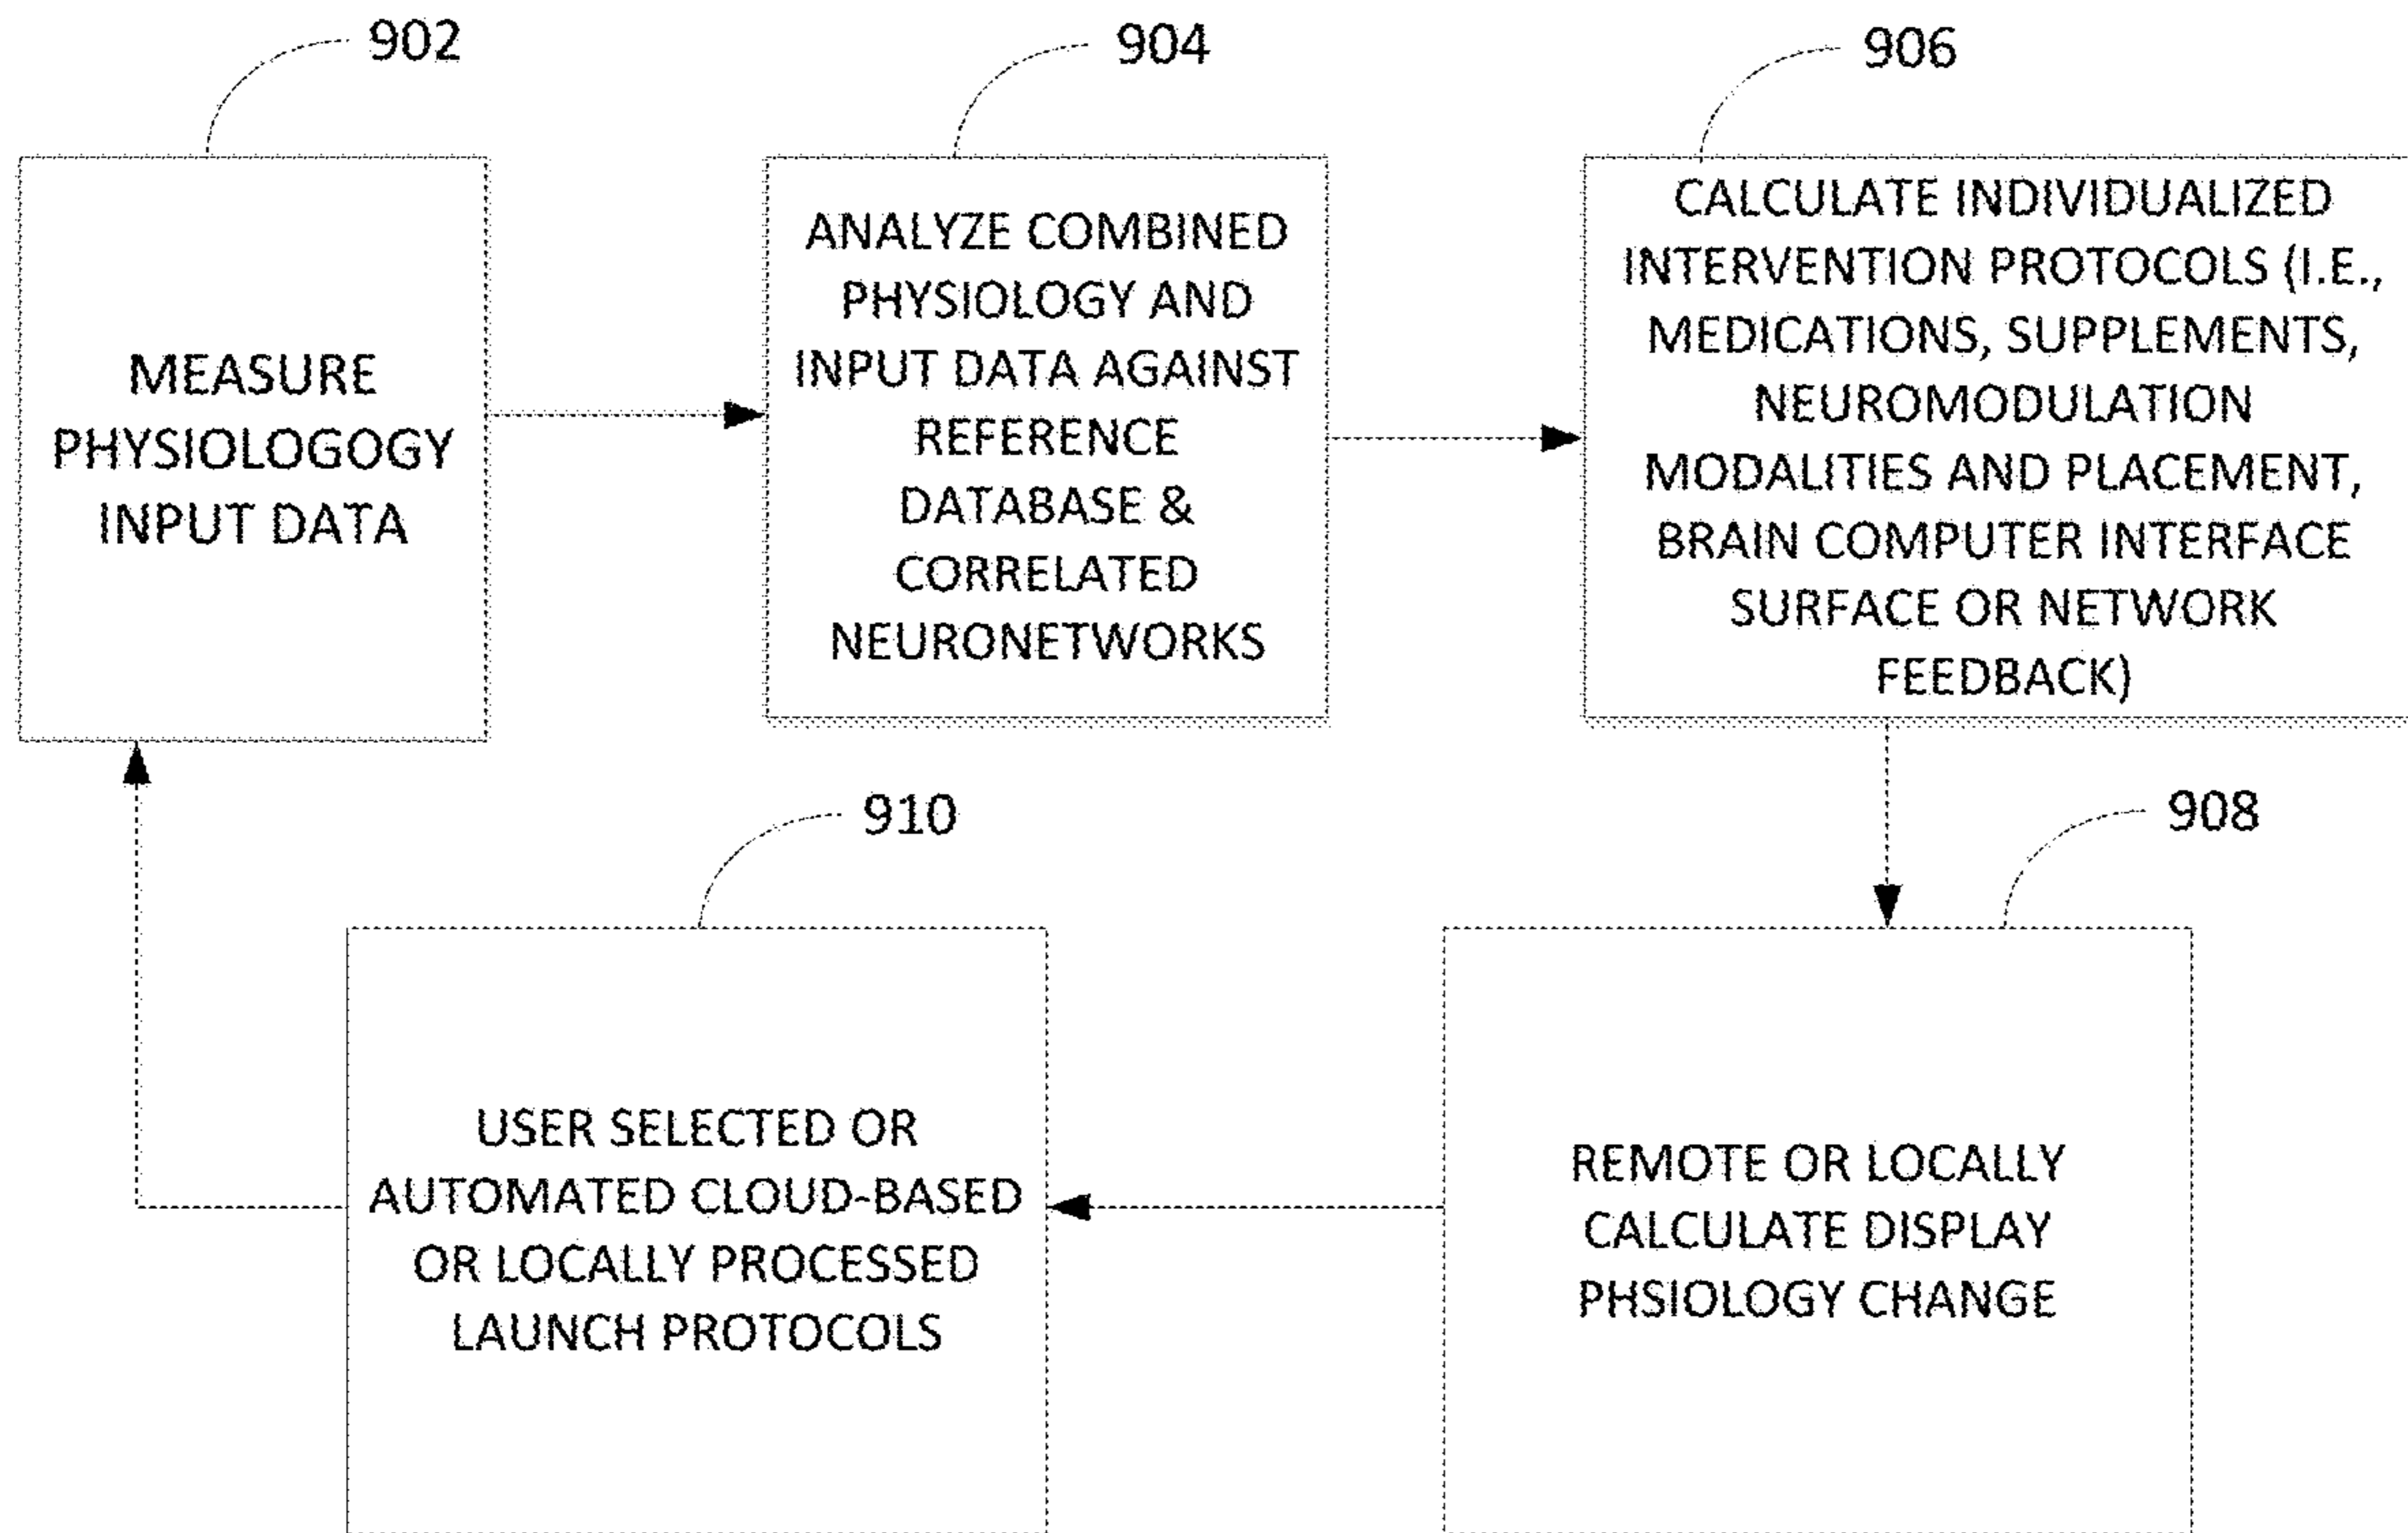 902
904
906
MEASURE
PHYSIOLOGOGY
INPUT DATA
ANALYZE COMBINED
PHYSIOLOGY AND
INPUT DATA AGAINST
REFERENCE
DATABASE &
CORRELATED
NEURONETWORKS
CALCULATE INDIVIDUALIZED
INTERVENTION PROTOCOLS (I.E.,
MEDICATIONS, SUPPLEMENTS,
NEUROMODULATION
MODALITIES AND PLACEMENT,
BRAIN COMPUTER INTERFACE
SURFACE OR NETWORK
FEEDBACK)
910
908
USER SELECTED OR
AUTOMATED CLOUD-BASED
OR LOCALLY PROCESSED
LAUNCH PROTOCOLS
REMOTE OR LOCALLY
CALCULATE DISPLAY
PHSIOLOGY CHANGE